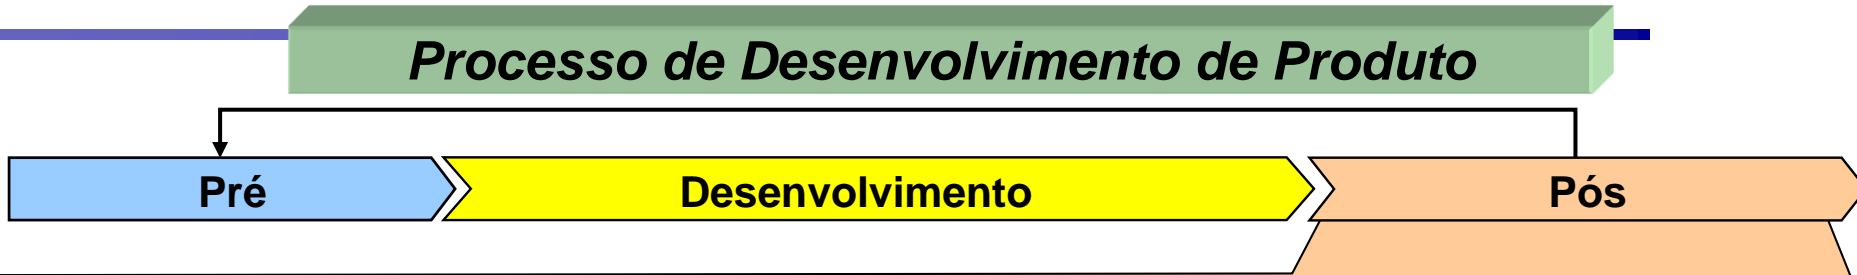 Processo de Desenvolvimento de Produto
Pré
Desenvolvimento
Pós